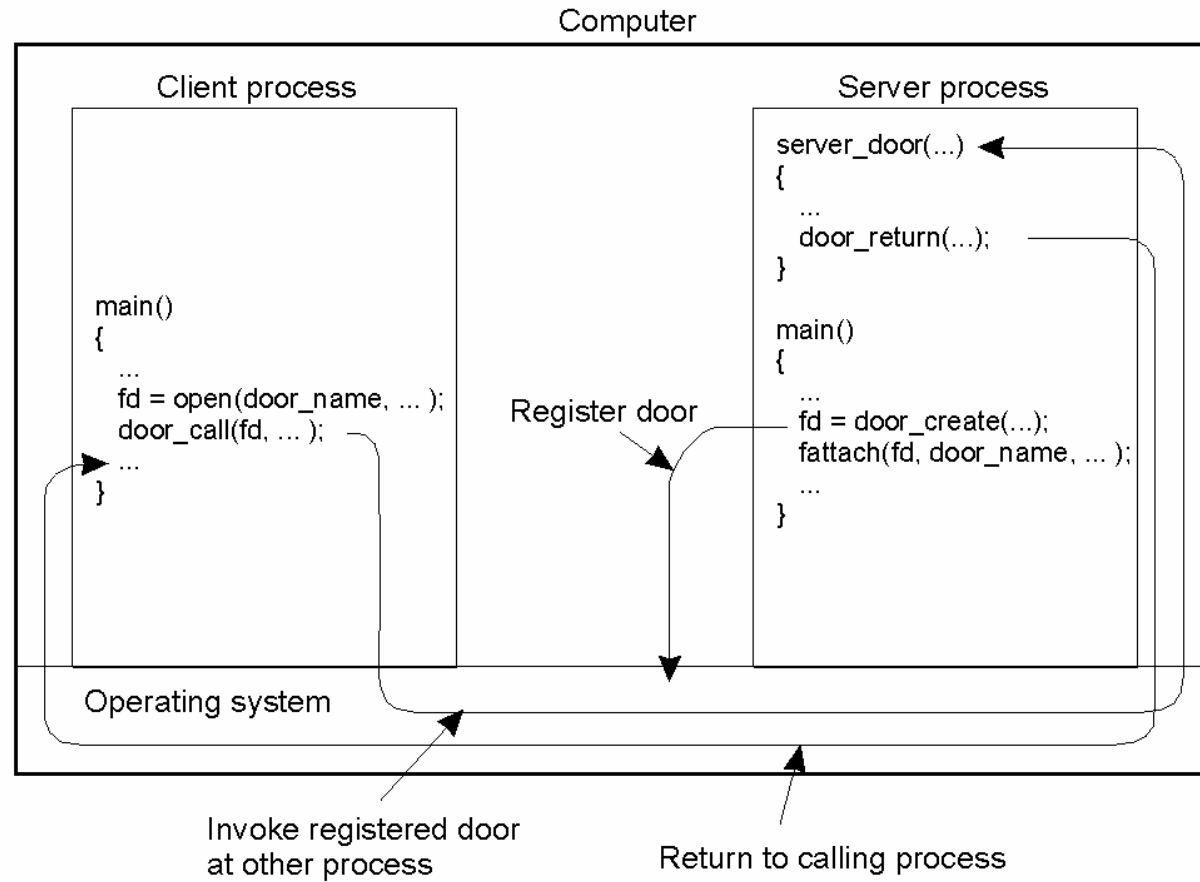 Computer
Client process
main()
{
...
fd = open(door_name, ... );
door_call(fd, ... );
...
}
Server process
server_door(...)
{
...
door_return(...);
}
main()
{
...
fd = door_create(...);
fattach(fd, door_name, ... );
...
}
Register door
Operating system
Invoke registered door
at other process
Return to calling process